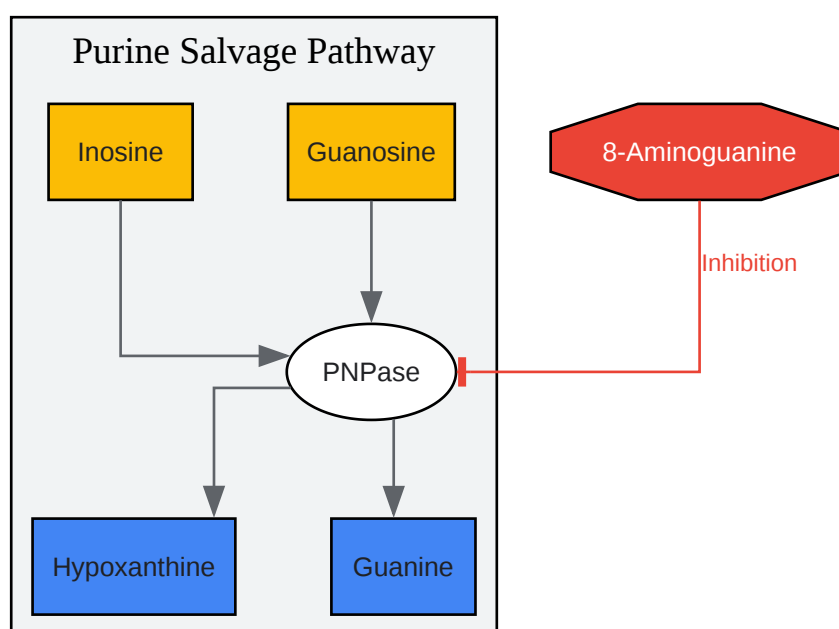 Purine Salvage Pathway
Inosine
Guanosine
8-Aminoguanine
Inhibition
PNPase
Hypoxanthine
Guanine